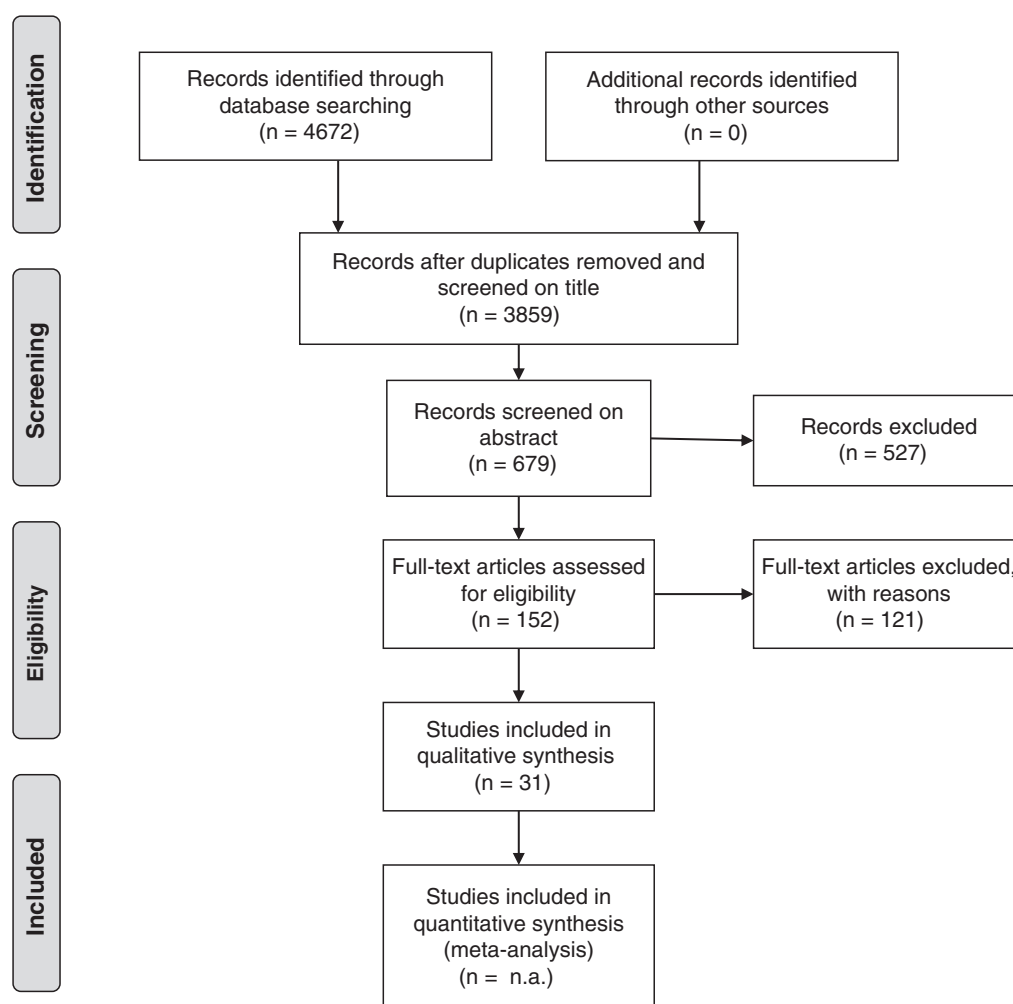 Identification
Records identified through
database searching
(n = 4672)
Additional records identified
through other sources
(n = 0)
Records after duplicates removed and
screened on title
(n = 3859)
Screening
Records screened on
abstract
(n = 679)
Records excluded
(n = 527)
Eligibility
Full-text articles assessed
for eligibility
(n = 152)
Full-text articles excluded,
with reasons
(n = 121)
Studies included in
qualitative synthesis
(n = 31)
Included
Studies included in
quantitative synthesis
(meta-analysis)
(n = n.a.)